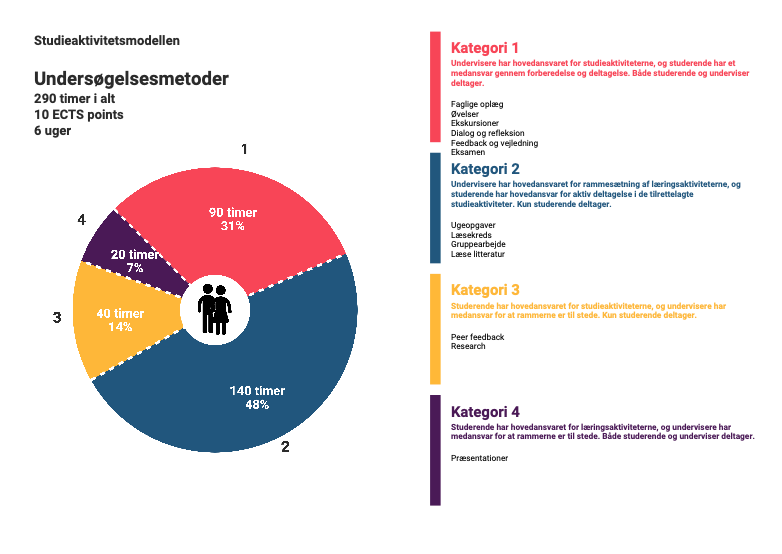 Studieaktivitetsmodellen
Undersøgelsesmetoder
290 timer i alt
10 ECTS points
6 uger
1
90 timer
31%
4
20 timer
7%
3
40 timer
14%
140 timer
48%
2
Kategori 1
Undervisere har hovedansvaret for studieaktiviteterne, og studerende har et
medansvar gennem forberedelse og deltagelse. Både studerende og underviser
deltager.
Faglige oplæg
Øvelser
Ekskursioner
Dialog og refleksion
Feedback og vejledning
Eksamen
Kategori 2
Undervisere har hovedansvaret for rammesætning af læringsaktiviteterne, og
studerende har hovedansvar for aktiv deltagelse i de tilrettelagte
studieaktiviteter. Kun studerende deltager.
Ugeopgaver
Læsekreds
Gruppearbejde
Læse litteratur
Kategori 3
Studerende har hovedansvaret for studieaktiviteterne, og undervisere har
medansvar for at rammerne er til stede. Kun studerende deltager.
Peer feedback
Research
Kategori 4
Studerende har hovedansvaret for læringsaktiviteterne, og undervisere har
medansvar for at rammerne er til stede. Både studerende og underviser deltager.
Præsentationer